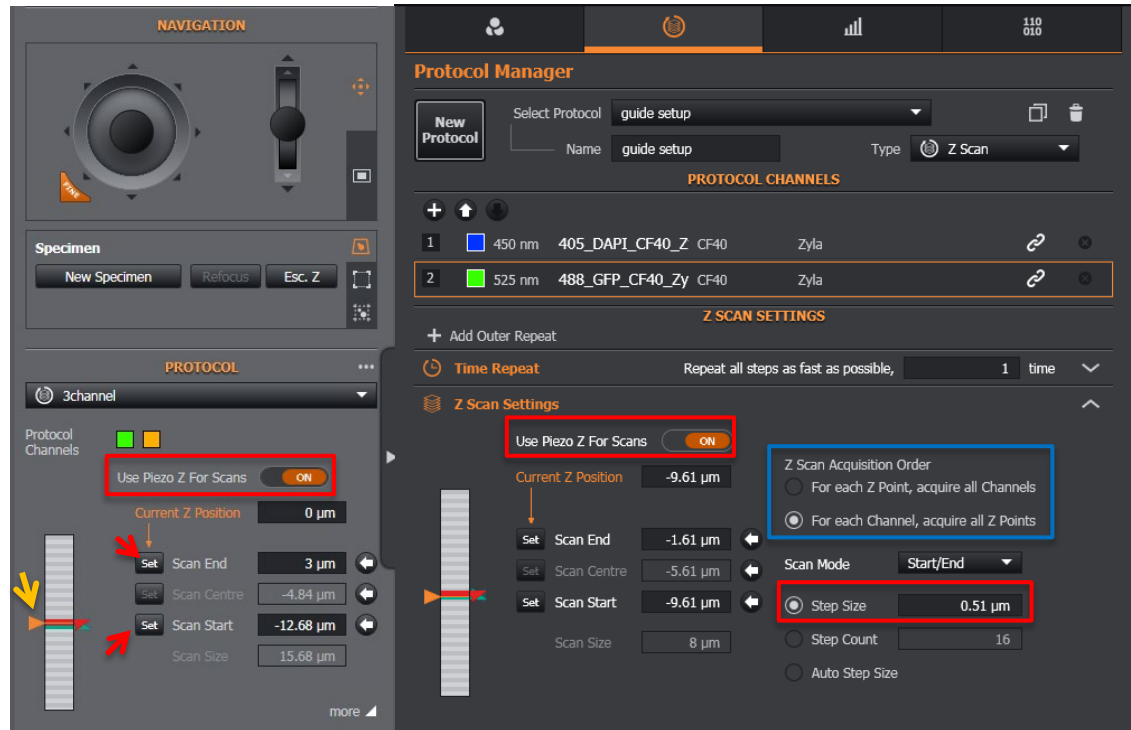 NAVIGATION
FINE
Specimen
New Specimen Refocus Esc. Z
PROTOCOL
3channel
Protocol
Channels
Use Piezo Z For Scans ON
Current Z Position 0 µm
Set Scan End 3 µm
Set Scan Centre -4.84 µm
Set Scan Start -12.68 µm
Scan Size 15.68 µm
more
110
010
Protocol Manager
New
Protocol
Select Protocol guide setup
Name guide setup Type Z Scan
PROTOCOL CHANNELS
1 450 nm 405_DAPI_CF40_Z CF40 Zyla
2 525 nm 488_GFP_CF40_Zy CF40 Zyla
Z SCAN SETTINGS
Add Outer Repeat
Time Repeat Repeat all steps as fast as possible, 1 time
Z Scan Settings
Use Piezo Z For Scans ON
Current Z Position -9.61 µm
Set Scan End -1.61 µm
Set Scan Centre -5.61 µm
Set Scan Start -9.61 µm
Scan Size 8 µm
Z Scan Acquisition Order
For each Z Point, acquire all Channels
For each Channel, acquire all Z Points
Scan Mode Start/End
Step Size 0.51 µm
Step Count 16
Auto Step Size